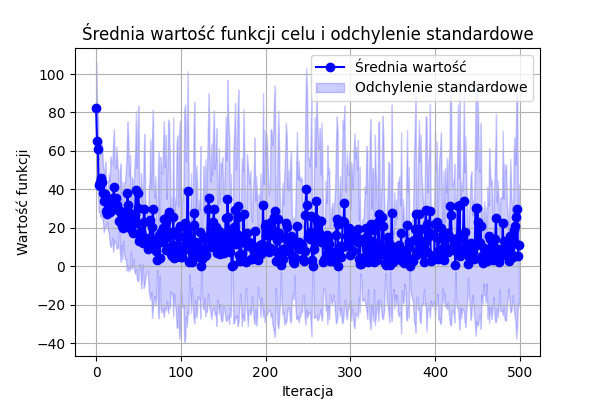 Średnia wartość funkcji celu i odchylenie standardowe
Średnia wartość
Odchylenie standardowe
Wartość funkcji
100
80
60
40
20
0
−20
−40
0 100 200 300 400 500
Iteracja